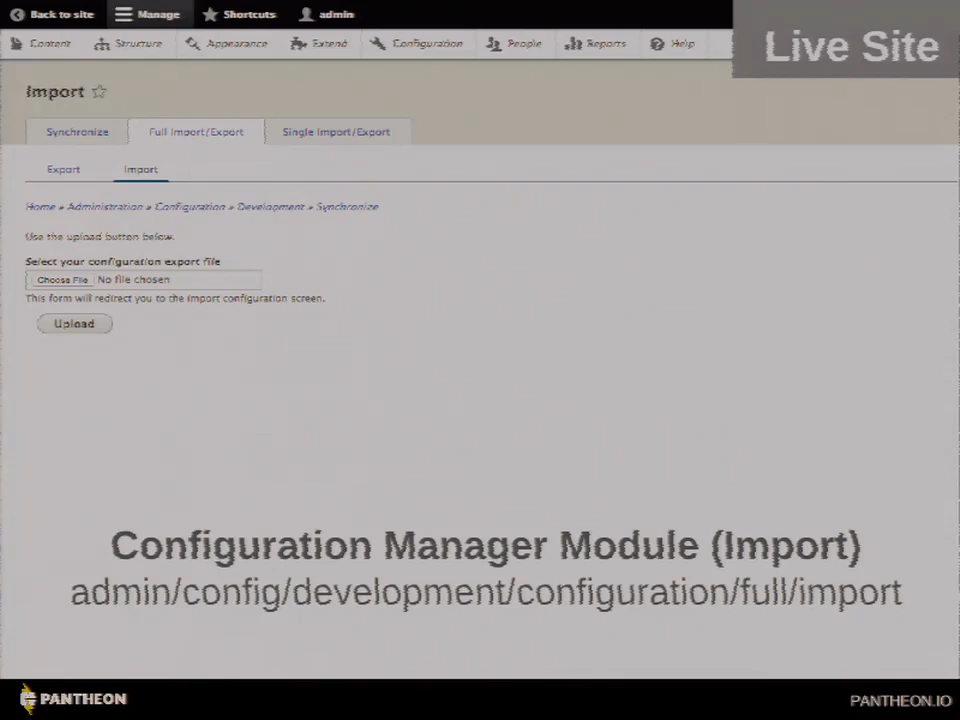 Back to site Manage Shortcuts admin
Content Structure Appearance Extend Configuration People Reports Help
Live Site
Import
Synchronize Full Import/Export Single Import/Export
Export Import
Home » Administration » Configuration » Development » Synchronize
Use the upload button below.
Select your configuration export file
Choose File No file chosen
This form will redirect you to the import configuration screen.
Upload
Configuration Manager Module (Import)
admin/config/development/configuration/full/import
PANTHEON PANTHEON.IO